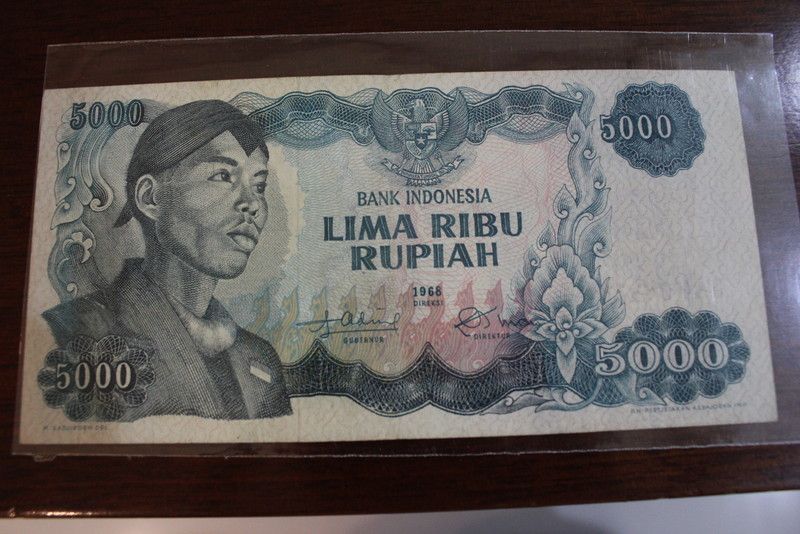 5000
5000
BANK INDONESIA
LIMA RIBU
RUPIAH
1968
DIREKSI
GUBERNUR
DIREKTUR
5000
5000